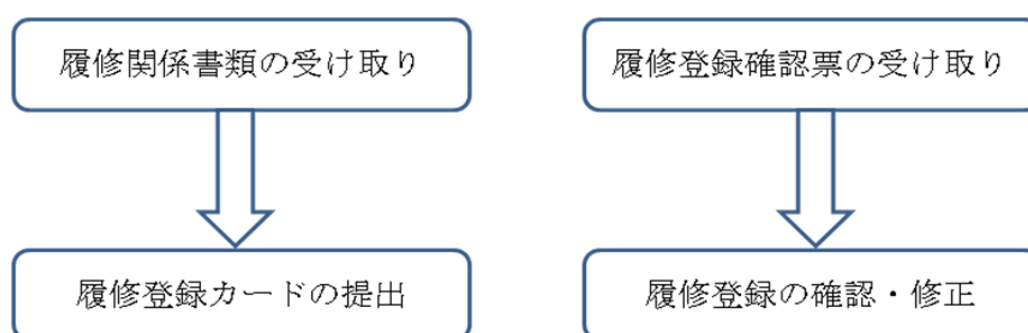 履修関係書類の受け取り
履修登録カードの提出
履修登録確認票の受け取り
履修登録の確認・修正